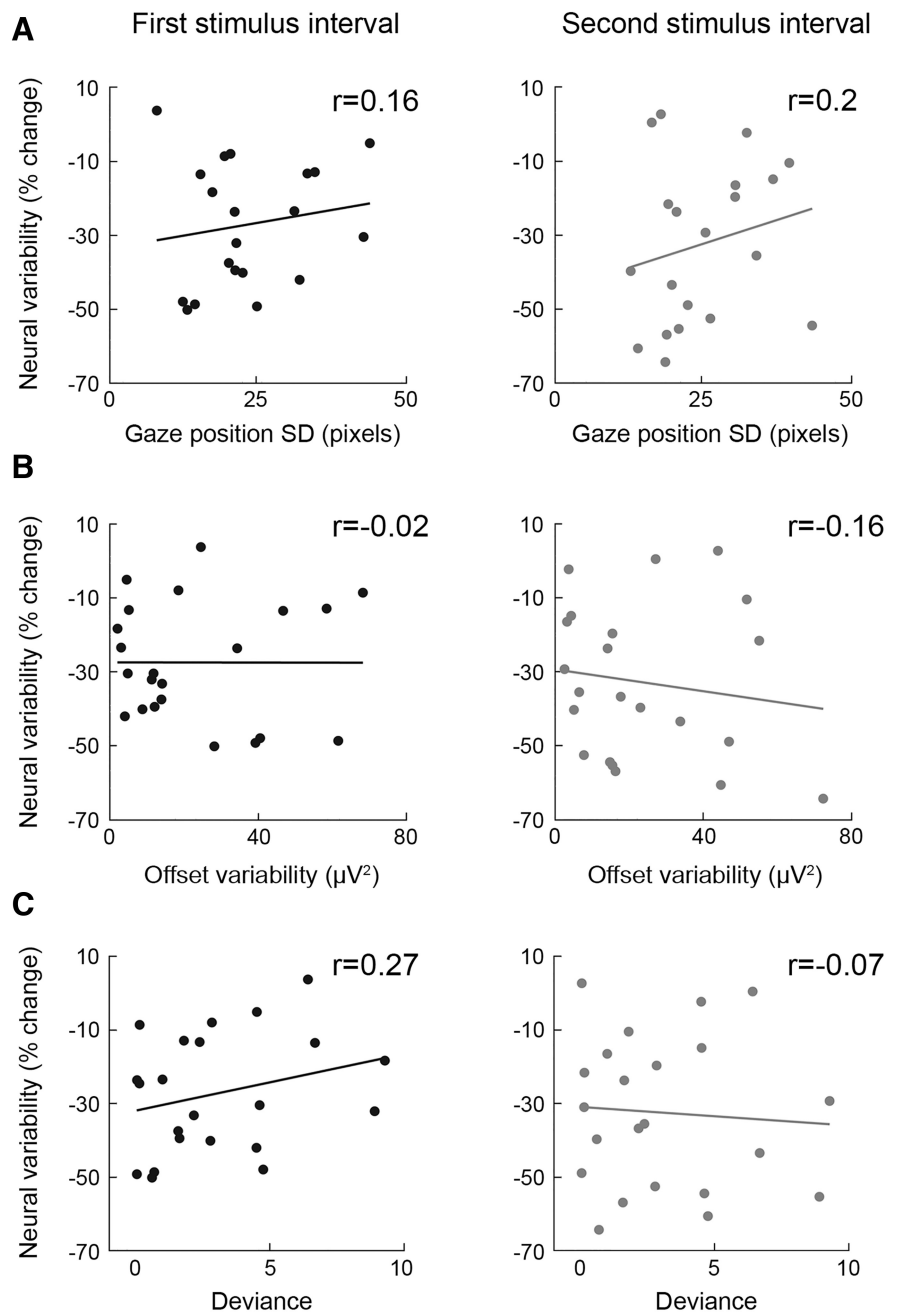 A
First stimulus interval
Second stimulus interval
Neural variability (% change)
10
-10
-30
-50
-70
r=0.16
0
25
50
Gaze position SD (pixels)
10
-10
-30
-50
-70
r=0.2
0
25
50
Gaze position SD (pixels)
B
Neural variability (% change)
10
-10
-30
-50
-70
r=-0.02
0
40
80
Offset variability (µV²)
10
-10
-30
-50
-70
r=-0.16
0
40
80
Offset variability (µV²)
C
Neural variability (% change)
10
-10
-30
-50
-70
r=0.27
0
5
10
Deviance
10
-10
-30
-50
-70
r=-0.07
0
5
10
Deviance